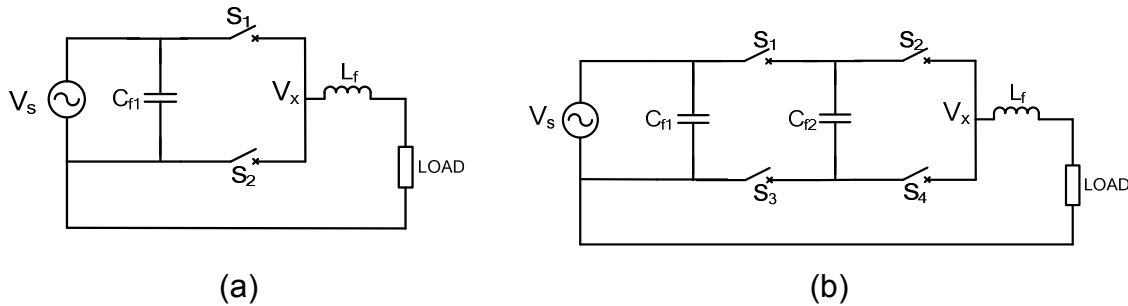 S1
Vs
Cf1
Vx
Lf
S2
LOAD
(a)
S1
S2
Vs
Cf1
Cf2
Vx
Lf
S3
S4
LOAD
(b)